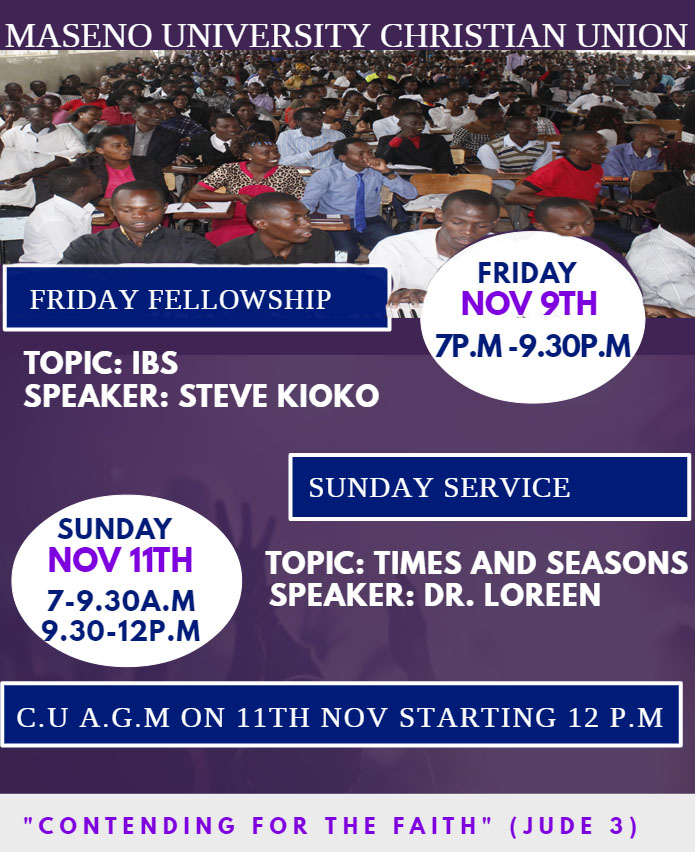 MASENO UNIVERSITY CHRISTIAN UNION
FRIDAY FELLOWSHIP
FRIDAY
NOV 9TH
7P.M -9.30P.M
TOPIC: IBS
SPEAKER: STEVE KIOKO
SUNDAY SERVICE
SUNDAY
NOV 11TH
7-9.30A.M
9.30-12P.M
TOPIC: TIMES AND SEASONS
SPEAKER: DR. LOREEN
C.U A.G.M ON 11TH NOV STARTING 12 P.M
"CONTENDING FOR THE FAITH" (JUDE 3)